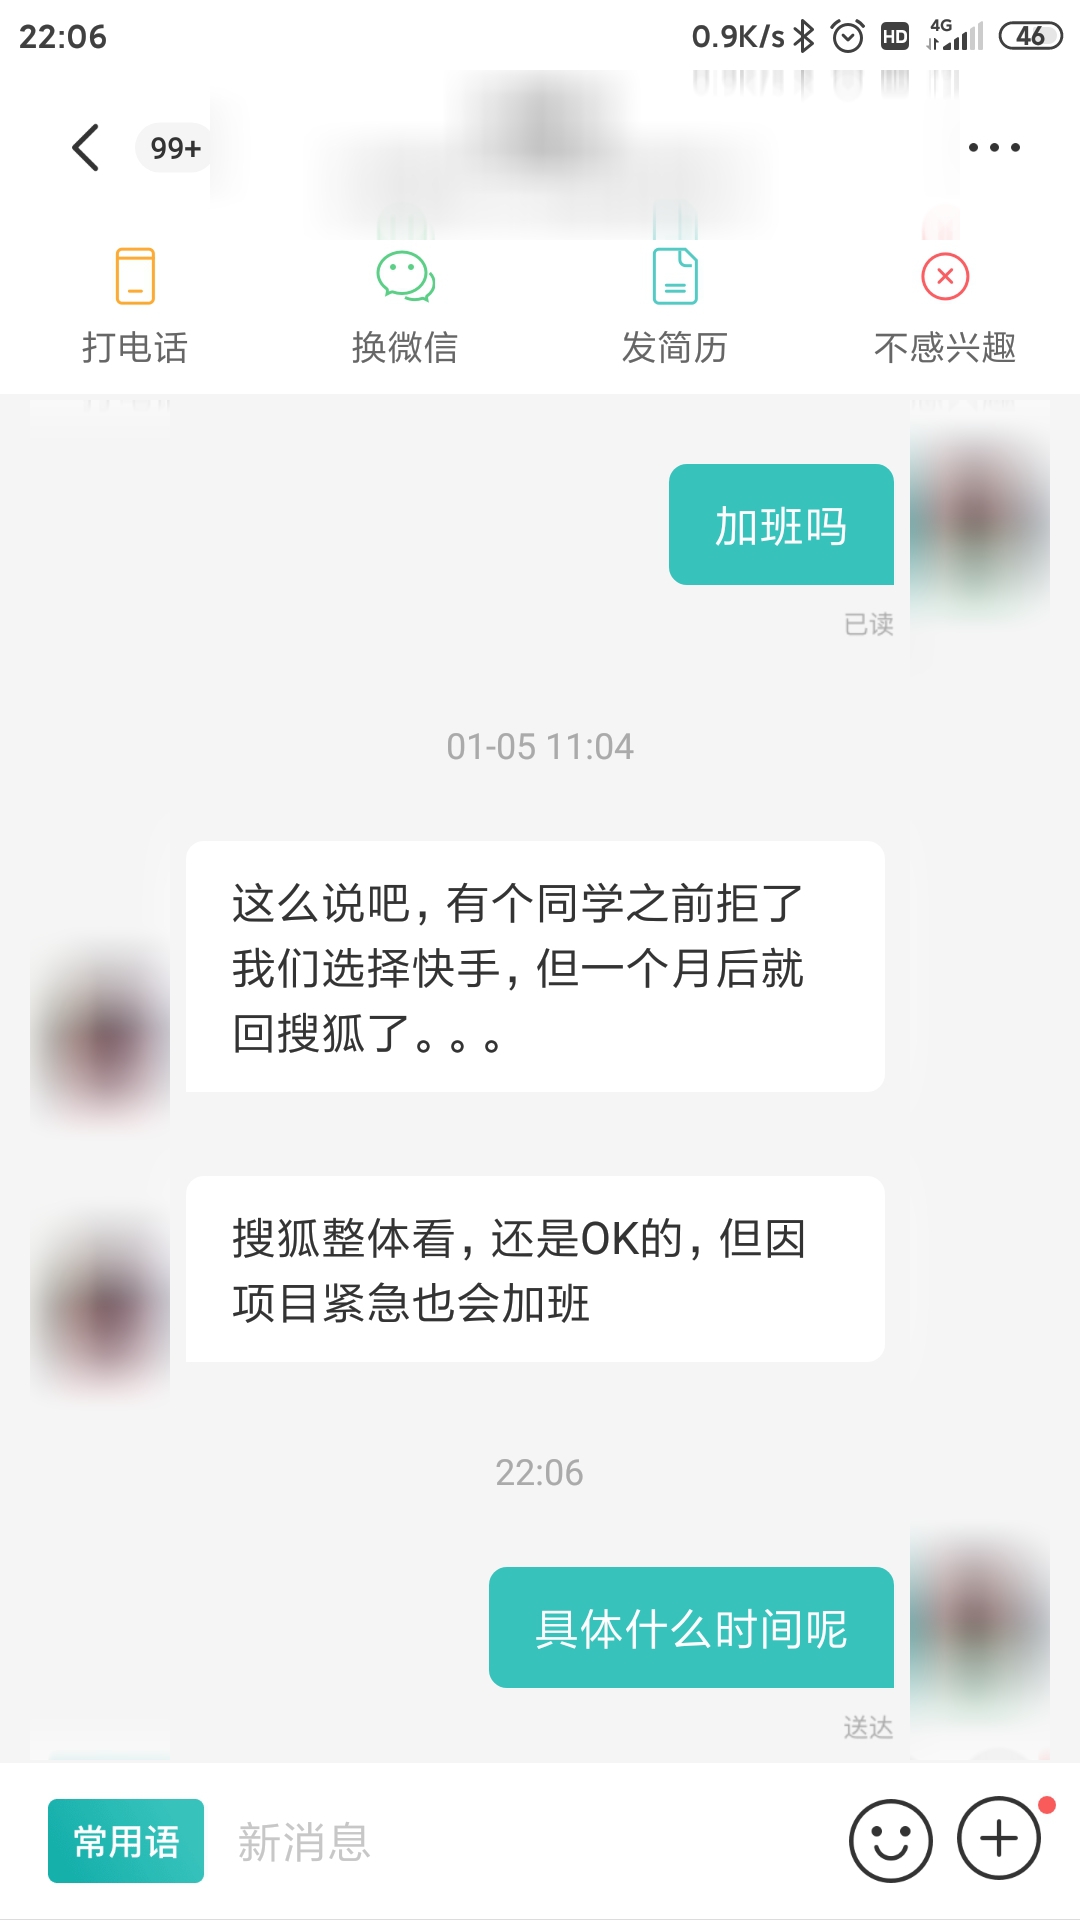 22:06
0.9K/s HD 4G 46
99+
打电话
换微信
发简历
不感兴趣
加班吗
已读
01-05 11:04
这么说吧,有个同学之前拒了
我们选择快手,但一个月后就
回搜狐了。。。
搜狐整体看,还是OK的,但因
项目紧急也会加班
22:06
具体什么时间呢
送达
常用语
新消息